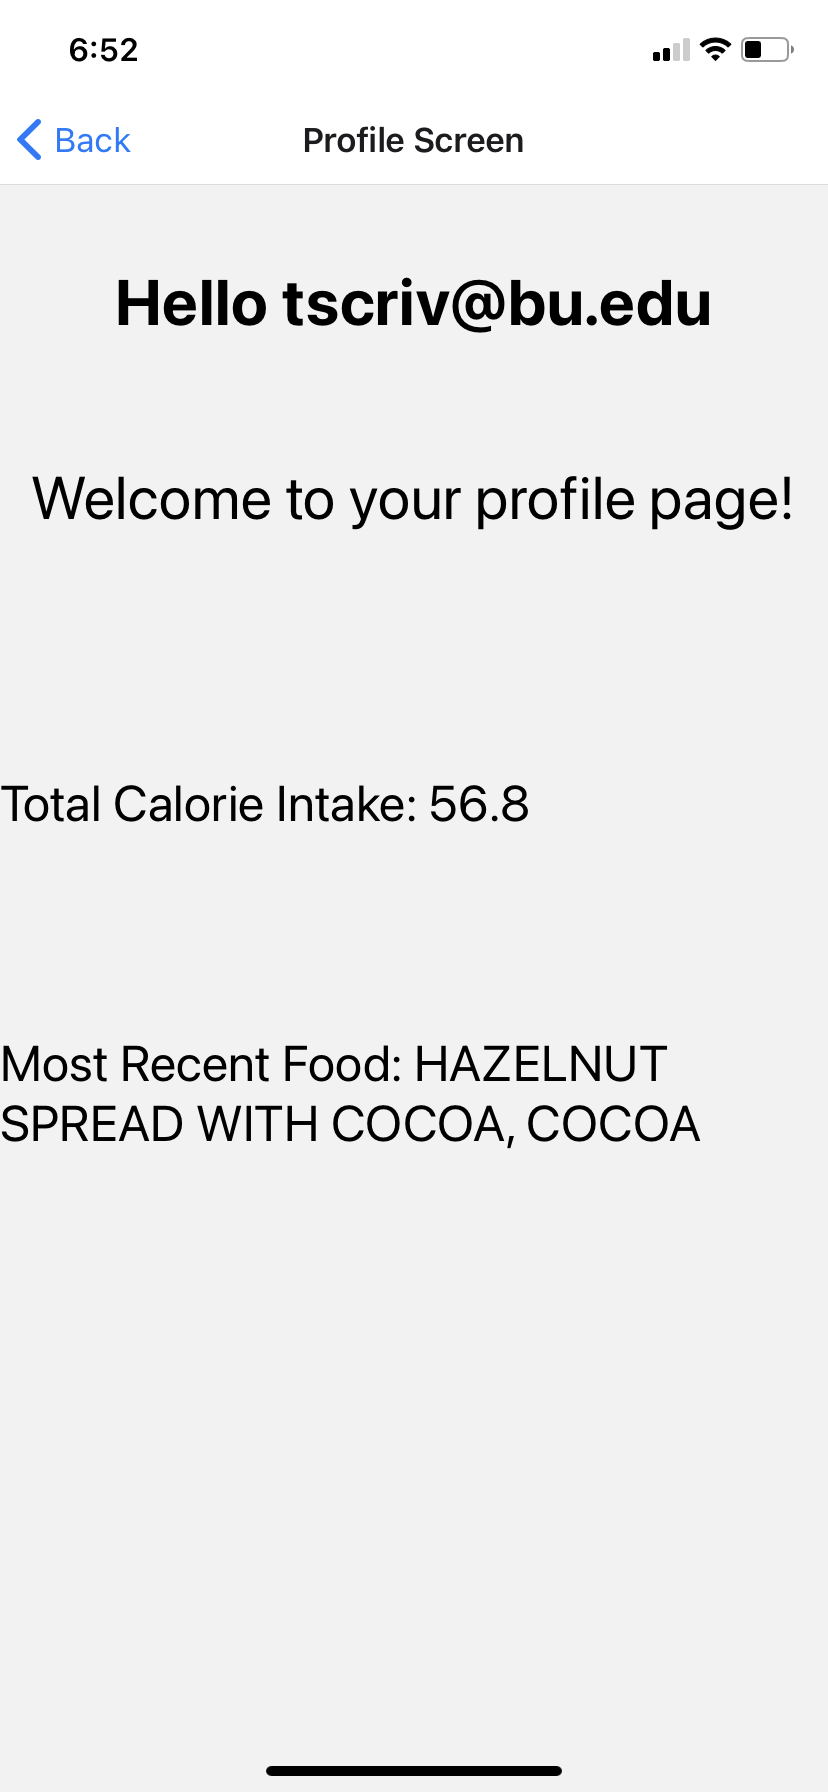 6:52
Back
Profile Screen
Hello tscriv@bu.edu
Welcome to your profile page!
Total Calorie Intake: 56.8
Most Recent Food: HAZELNUT
SPREAD WITH COCOA, COCOA